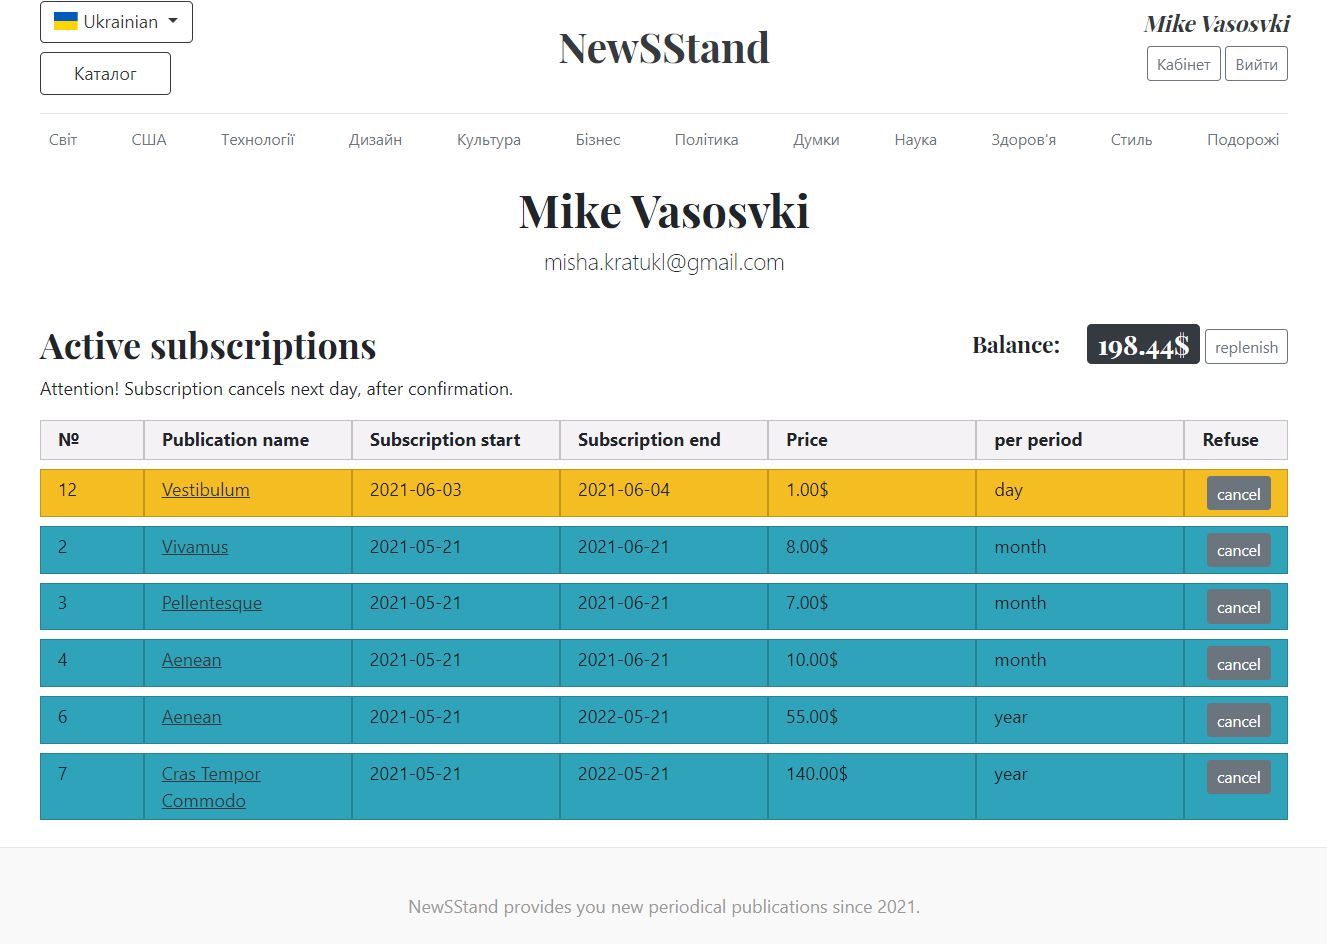 Ukrainian
Каталог
NewSStand
Mike Vasosvki
Кабінет Вийти
Світ США Технології Дизайн Культура Бізнес Політика Думки Наука Здоров'я Стиль Подорожі
Mike Vasosvki
misha.kratukl@gmail.com
Active subscriptions
Balance: 198.44$ replenish
Attention! Subscription cancels next day, after confirmation.
№ Publication name Subscription start Subscription end Price per period Refuse
12 Vestibulum 2021-06-03 2021-06-04 1.00$ day cancel
2 Vivamus 2021-05-21 2021-06-21 8.00$ month cancel
3 Pellentesque 2021-05-21 2021-06-21 7.00$ month cancel
4 Aenean 2021-05-21 2021-06-21 10.00$ month cancel
6 Aenean 2021-05-21 2022-05-21 55.00$ year cancel
7 Cras Tempor 2021-05-21 2022-05-21 140.00$ year cancel
Commodo
NewSStand provides you new periodical publications since 2021.